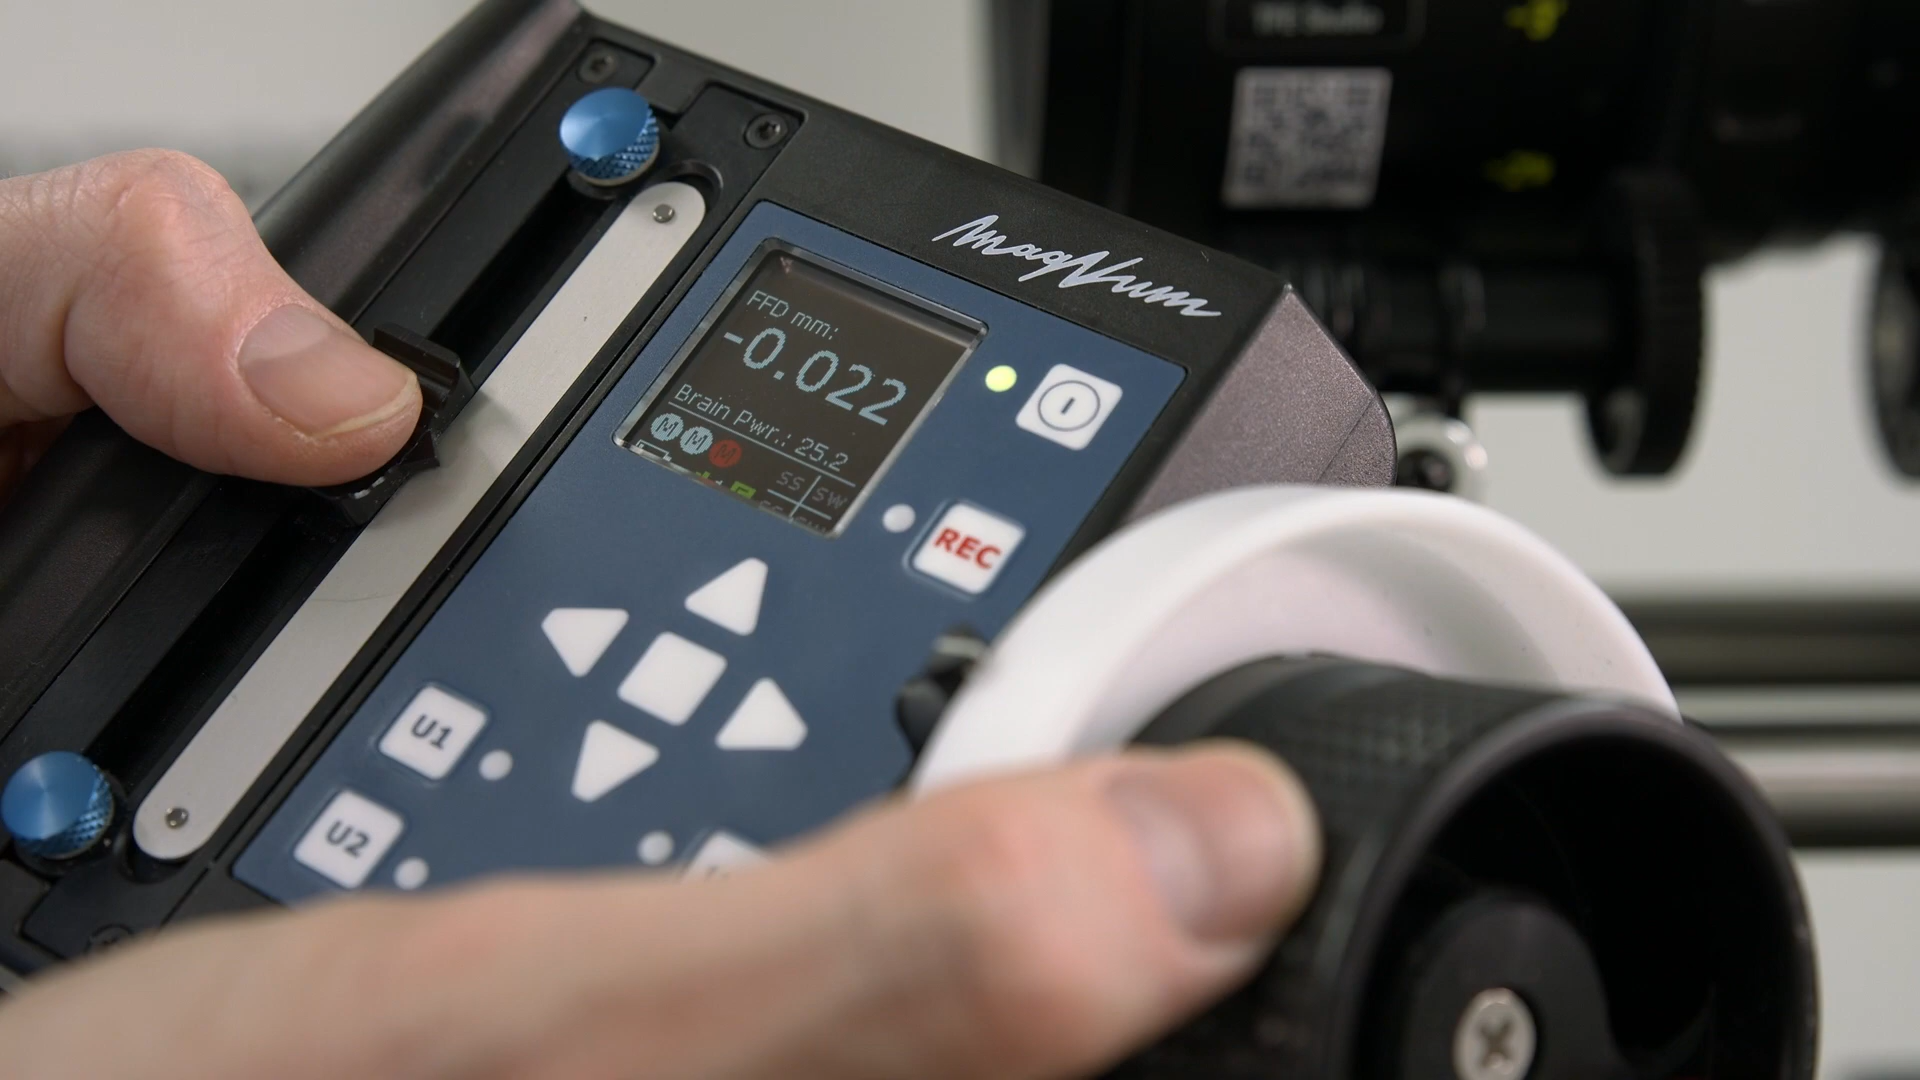 MagNum
FFD mm:
-0.022
Brain Pwr.: 25.2
M M M
SS SW
REC
U1
U2